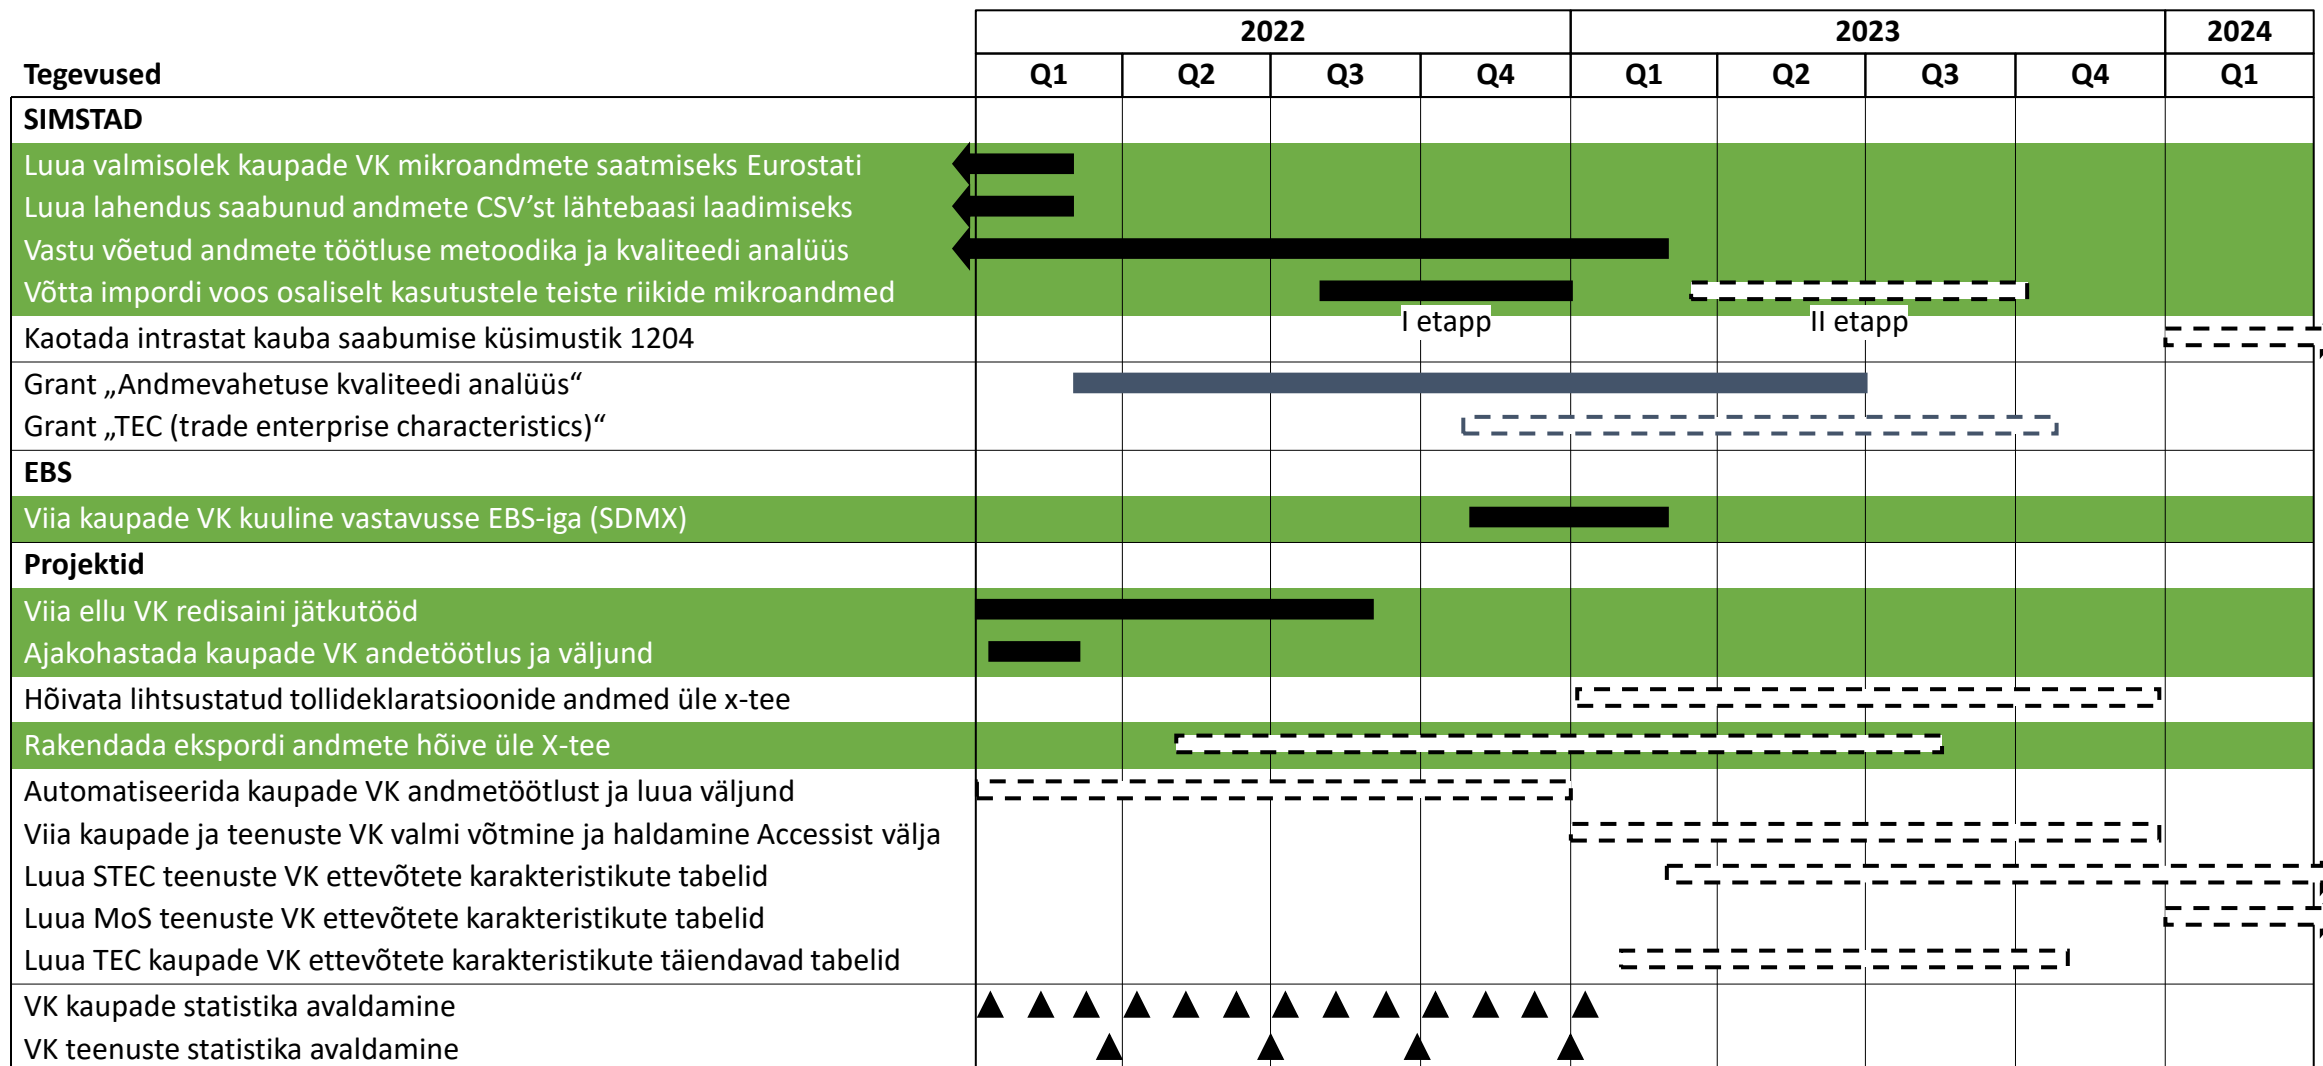 2022 2023 2024
Tegevused Q1 Q2 Q3 Q4 Q1 Q2 Q3 Q4 Q1
SIMSTAD
Luua valmisolek kaupade VK mikroandmete saatmiseks Eurostati
Luua lahendus saabunud andmete CSV’st lähtebaasi laadimiseks
Vastu võetud andmete töötluse metoodika ja kvaliteedi analüüs
Võtta impordi voos osaliselt kasutustele teiste riikide mikroandmed
I etapp II etapp
Kaotada intrastat kauba saabumise küsimustik 1204
Grant „Andmevahetuse kvaliteedi analüüs“
Grant „TEC (trade enterprise characteristics)“
EBS
Viia kaupade VK kuuline vastavusse EBS-iga (SDMX)
Projektid
Viia ellu VK redisaini jätkutööd
Ajakohastada kaupade VK andetöötlus ja väljund
Hõivata lihtsustatud tollideklaratsioonide andmed üle x-tee
Rakendada ekspordi andmete hõive üle X-tee
Automatiseerida kaupade VK andmetöötlust ja luua väljund
Viia kaupade ja teenuste VK valmi võtmine ja haldamine Accessist välja
Luua STEC teenuste VK ettevõtete karakteristikute tabelid
Luua MoS teenuste VK ettevõtete karakteristikute tabelid
Luua TEC kaupade VK ettevõtete karakteristikute täiendavad tabelid
VK kaupade statistika avaldamine
VK teenuste statistika avaldamine